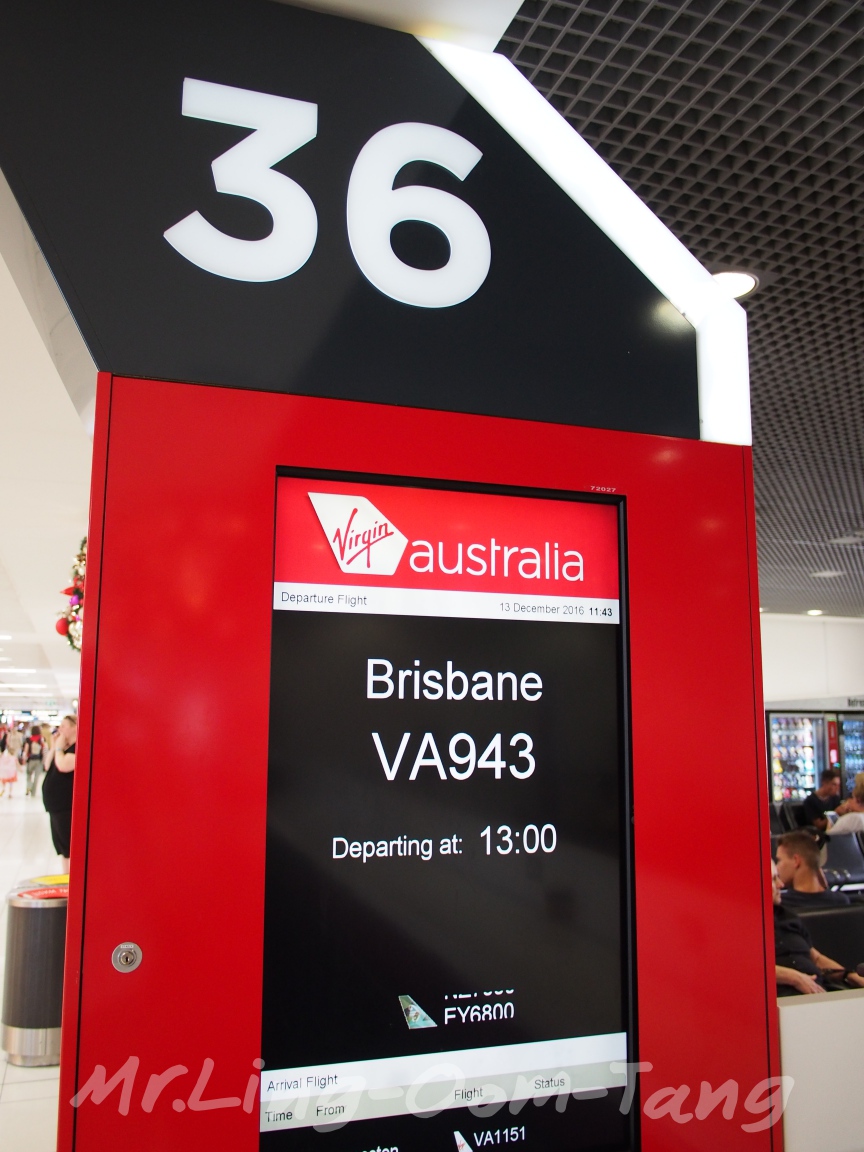 36
72027
Virgin australia
Departure Flight 13 December 2016 11:43
Brisbane
VA943
Departing at: 13:00
EY6800
Arrival Flight
Time From Flight Status
VA1151
Mr.Ling-Oom-Tang